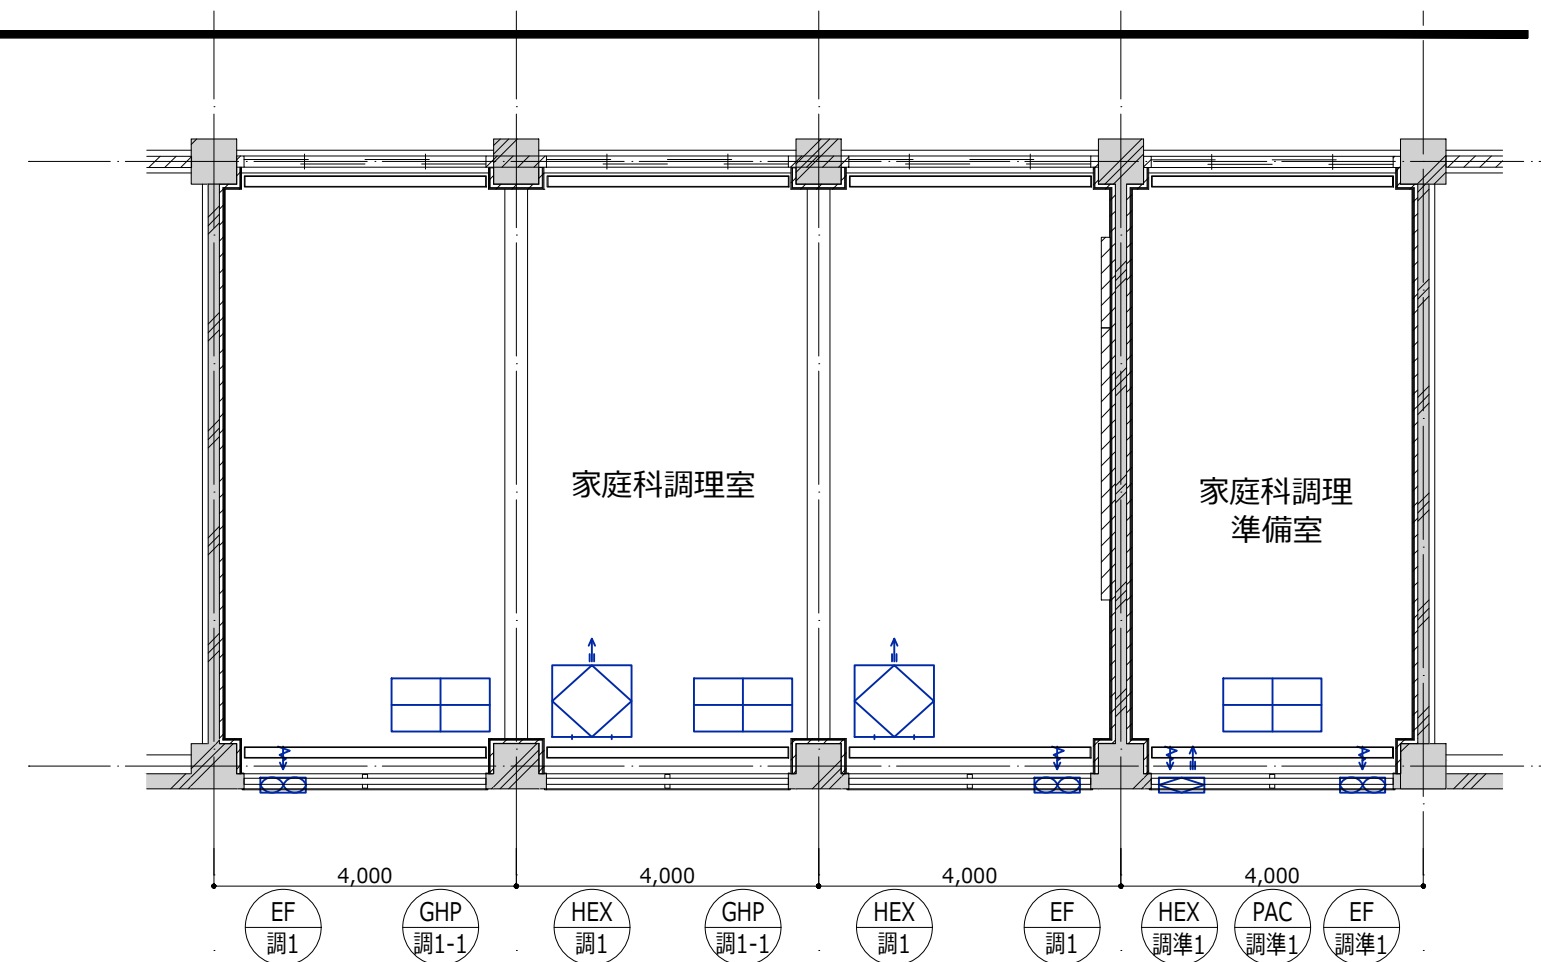 家庭科調理室
家庭科調理
準備室
4,000
4,000
4,000
4,000
EF
調1
GHP
調1-1
HEX
調1
GHP
調1-1
HEX
調1
EF
調1
HEX
調準1
PAC
調準1
EF
調準1